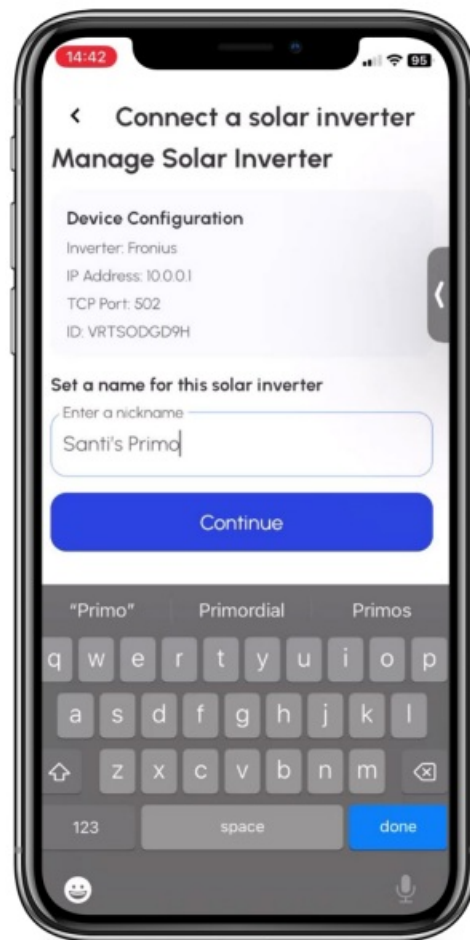 14:42
95
Connect a solar inverter
Manage Solar Inverter
Device Configuration
Inverter: Fronius
IP Address: 10.0.0.1
TCP Port: 502
ID: VRTSODGD9H
Set a name for this solar inverter
Enter a nickname
Santi's Primo
Continue
“Primo” Primordial Primos
q w e r t y u i o p
a s d f g h j k l
z x c v b n m
123 space done